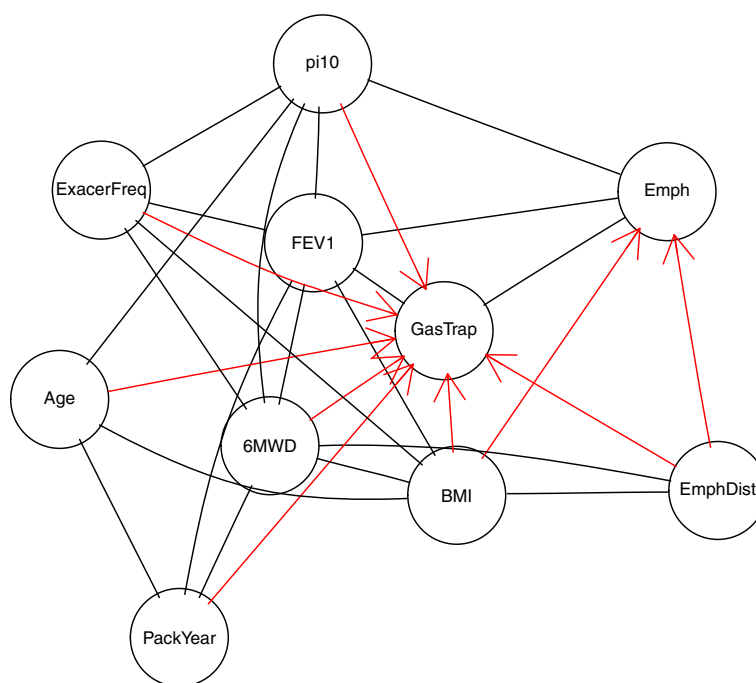 pi10
ExacerFreq
Emph
FEV1
GasTrap
Age
6MWD
BMI
EmphDist
PackYear